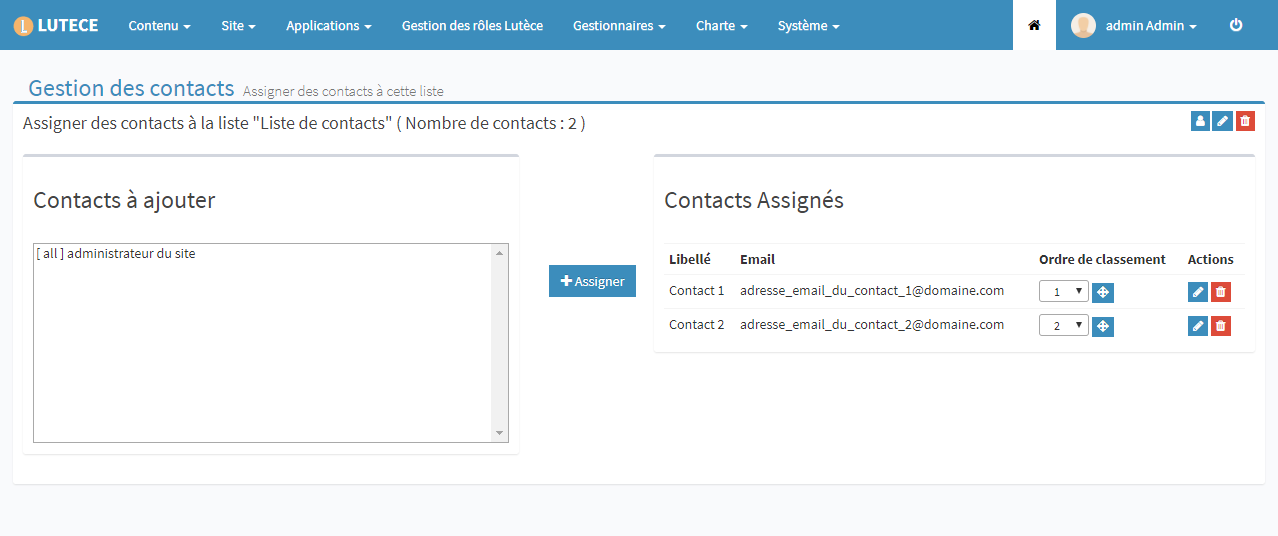 LUTECE Contenu Site Applications Gestion des rôles Lutèce Gestionnaires Charte Système admin Admin
Gestion des contacts Assigner des contacts à cette liste
Assigner des contacts à la liste "Liste de contacts" ( Nombre de contacts : 2 )
Contacts à ajouter
[ all ] administrateur du site
Assigner
Contacts Assignés
Libellé Email Ordre de classement Actions
Contact 1 adresse_email_du_contact_1@domaine.com 1
Contact 2 adresse_email_du_contact_2@domaine.com 2